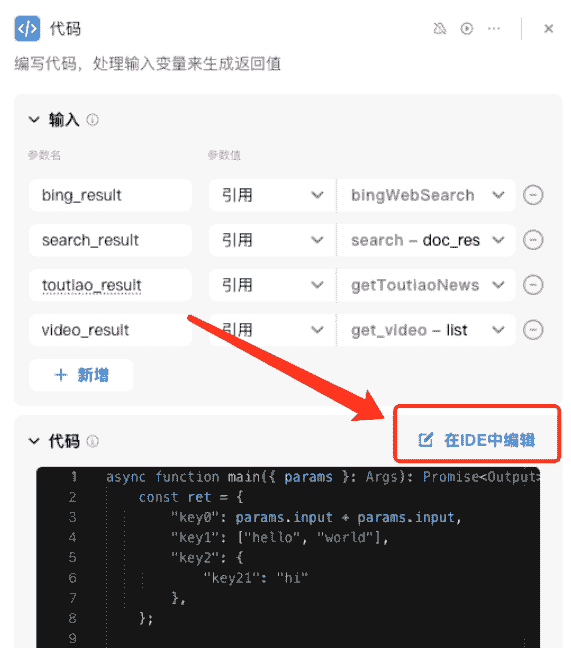 代码
编写代码，处理输入变量来生成返回值
输入
参数名 参数值
bing_result 引用 bingWebSearch
search_result 引用 search – doc_res
toutiao_result 引用 getToutiaoNews
video_result 引用 get_video – list
+ 新增
代码 在IDE中编辑
1 async function main({ params }: Args): Promise<Output>
2 const ret = {
3 "key0": params.input + params.input,
4 "key1": ["hello", "world"],
5 "key2": {
6 "key21": "hi"
7 },
8 };
9